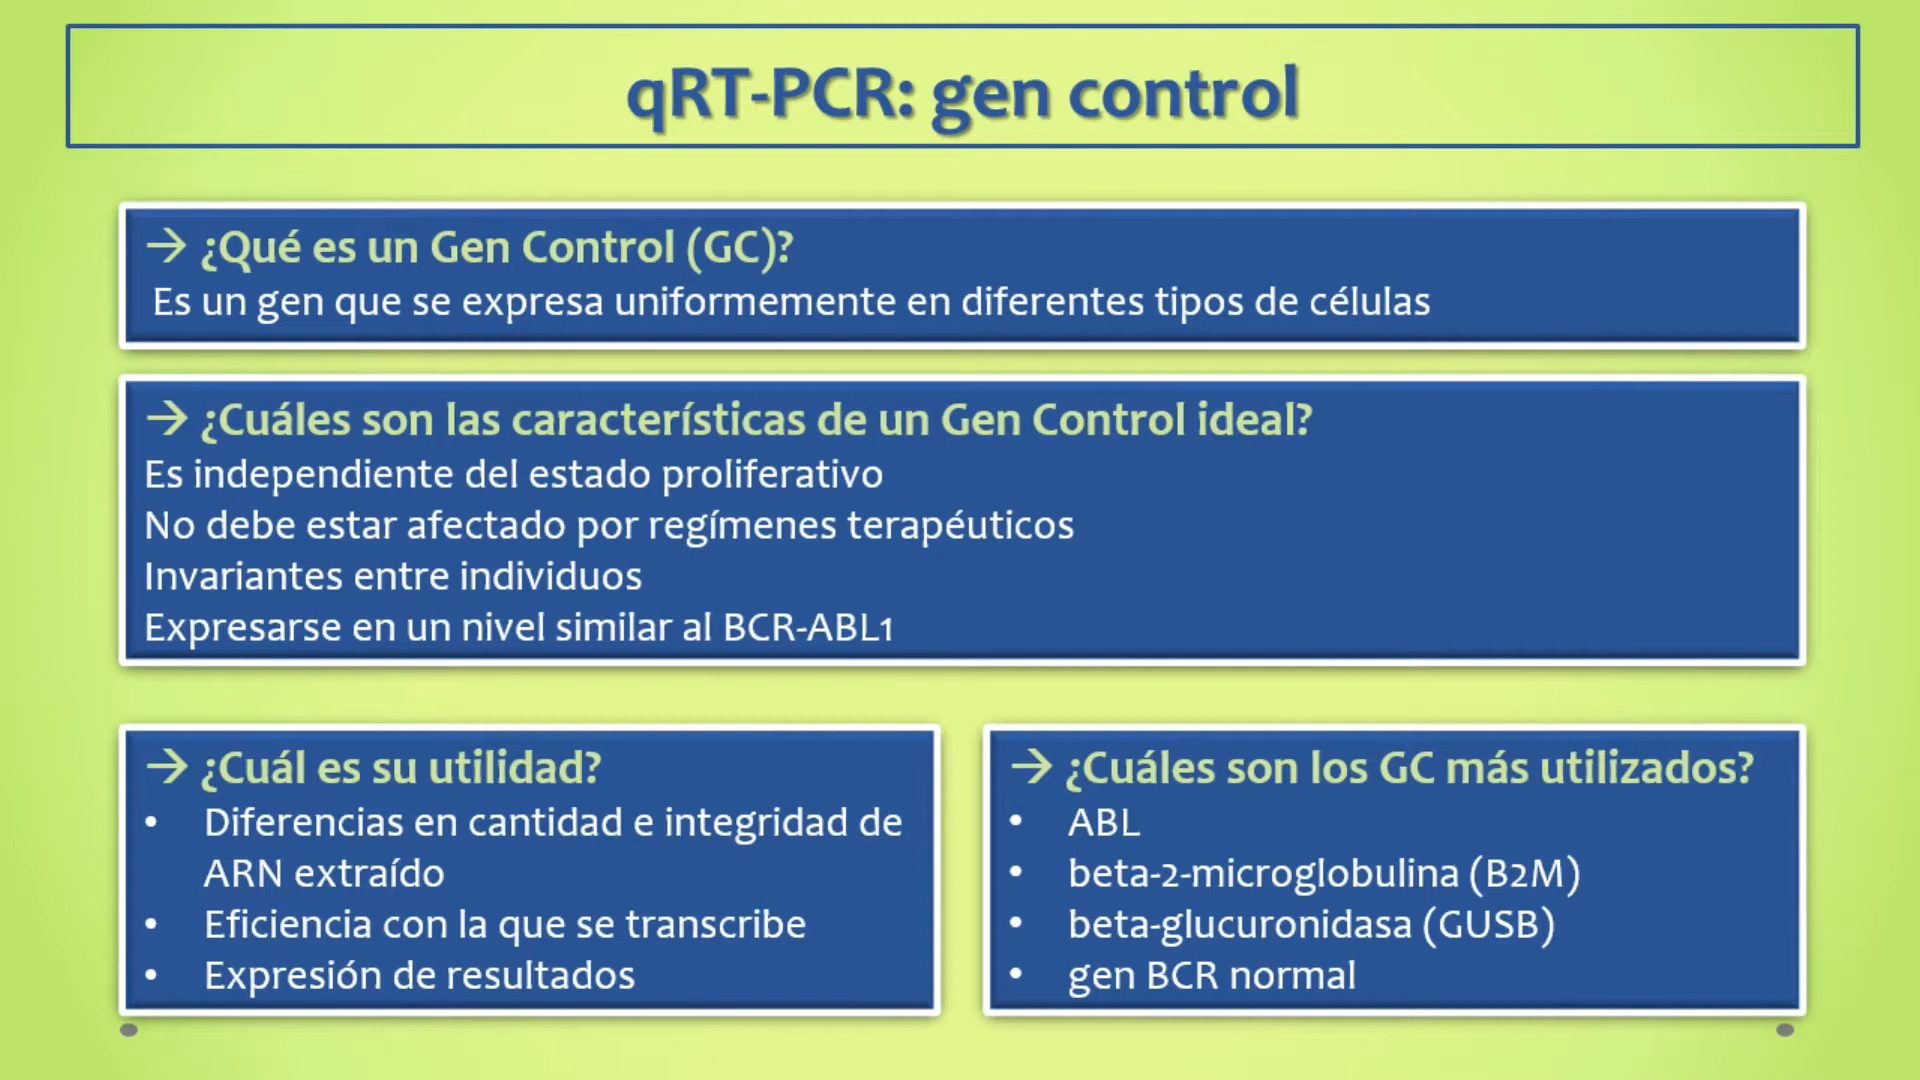 qRT-PCR: gen control
→ ¿Qué es un Gen Control (GC)?
Es un gen que se expresa uniformemente en diferentes tipos de células
→ ¿Cuáles son las características de un Gen Control ideal?
Es independiente del estado proliferativo
No debe estar afectado por regímenes terapéuticos
Invariantes entre individuos
Expresarse en un nivel similar al BCR-ABL1
→ ¿Cuál es su utilidad?
• Diferencias en cantidad e integridad de
ARN extraído
• Eficiencia con la que se transcribe
• Expresión de resultados
→ ¿Cuáles son los GC más utilizados?
• ABL
• beta-2-microglobulina (B2M)
• beta-glucuronidasa (GUSB)
• gen BCR normal